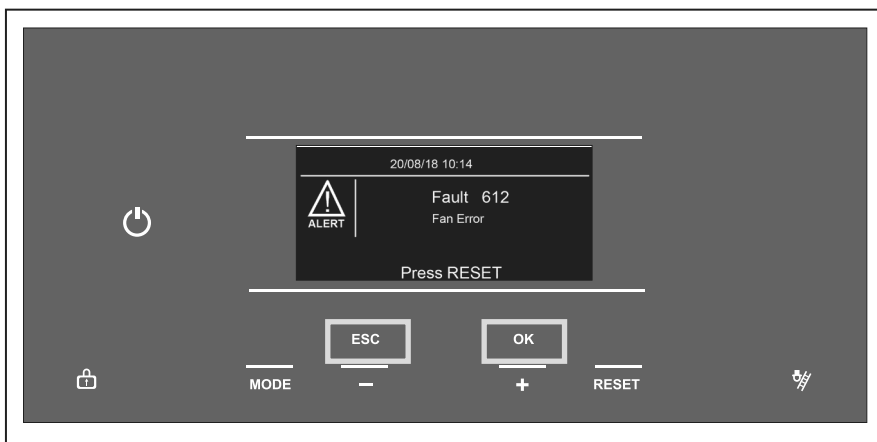 20/08/18 10:14
Fault 612
ALERT
Fan Error
Press RESET
ESC
OK
MODE
–
+
RESET